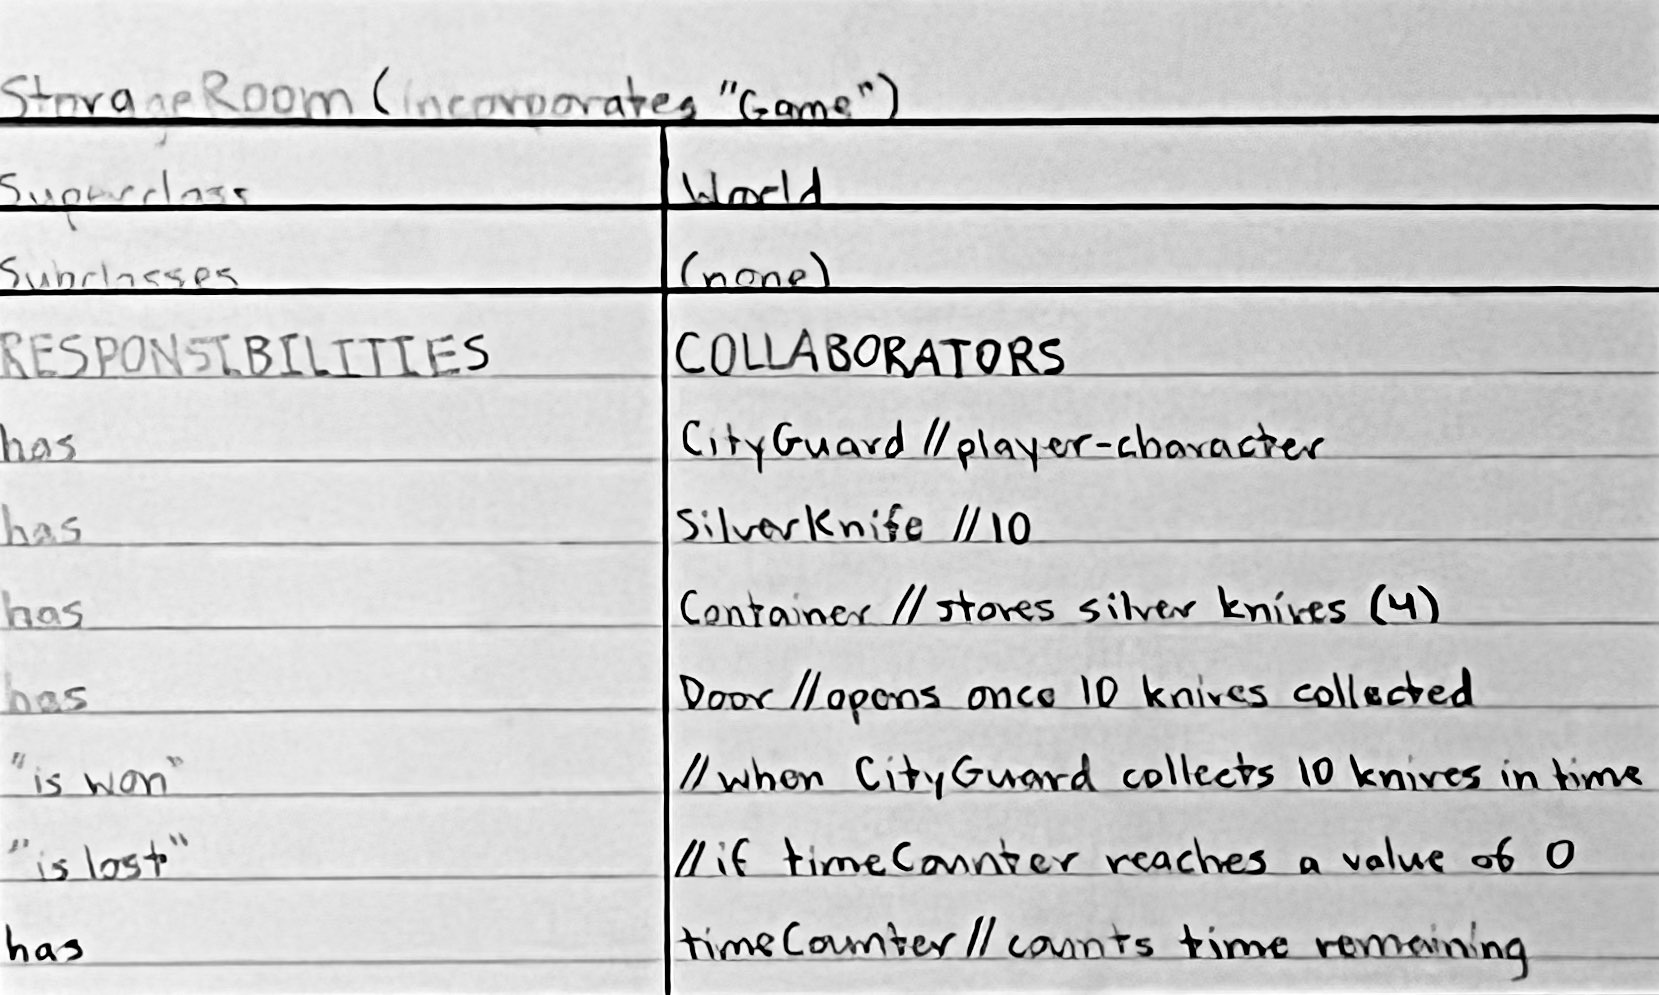 StorageRoom (incorporates "Game")
Superclass World
Subclasses (none)
RESPONSIBILITIES COLLABORATORS
has CityGuard //player-character
has SilverKnife //10
has Container //stores silver knives (4)
has Door //opens once 10 knives collected
"is won" //when CityGuard collects 10 knives in time
"is lost" //if timeCounter reaches a value of 0
has timeCounter//counts time remaining